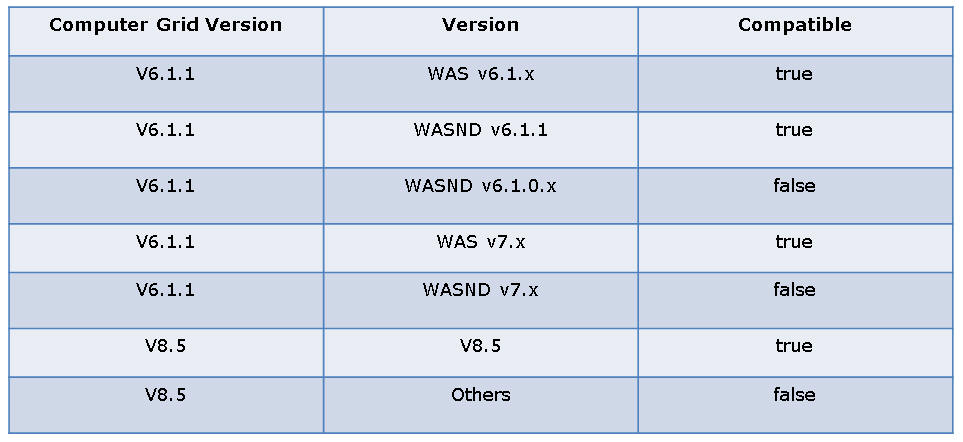 Computer Grid Version Version Compatible
V6.1.1 WAS v6.1.x true
V6.1.1 WASND v6.1.1 true
V6.1.1 WASND v6.1.0.x false
V6.1.1 WAS v7.x true
V6.1.1 WASND v7.x false
V8.5 V8.5 true
V8.5 Others false